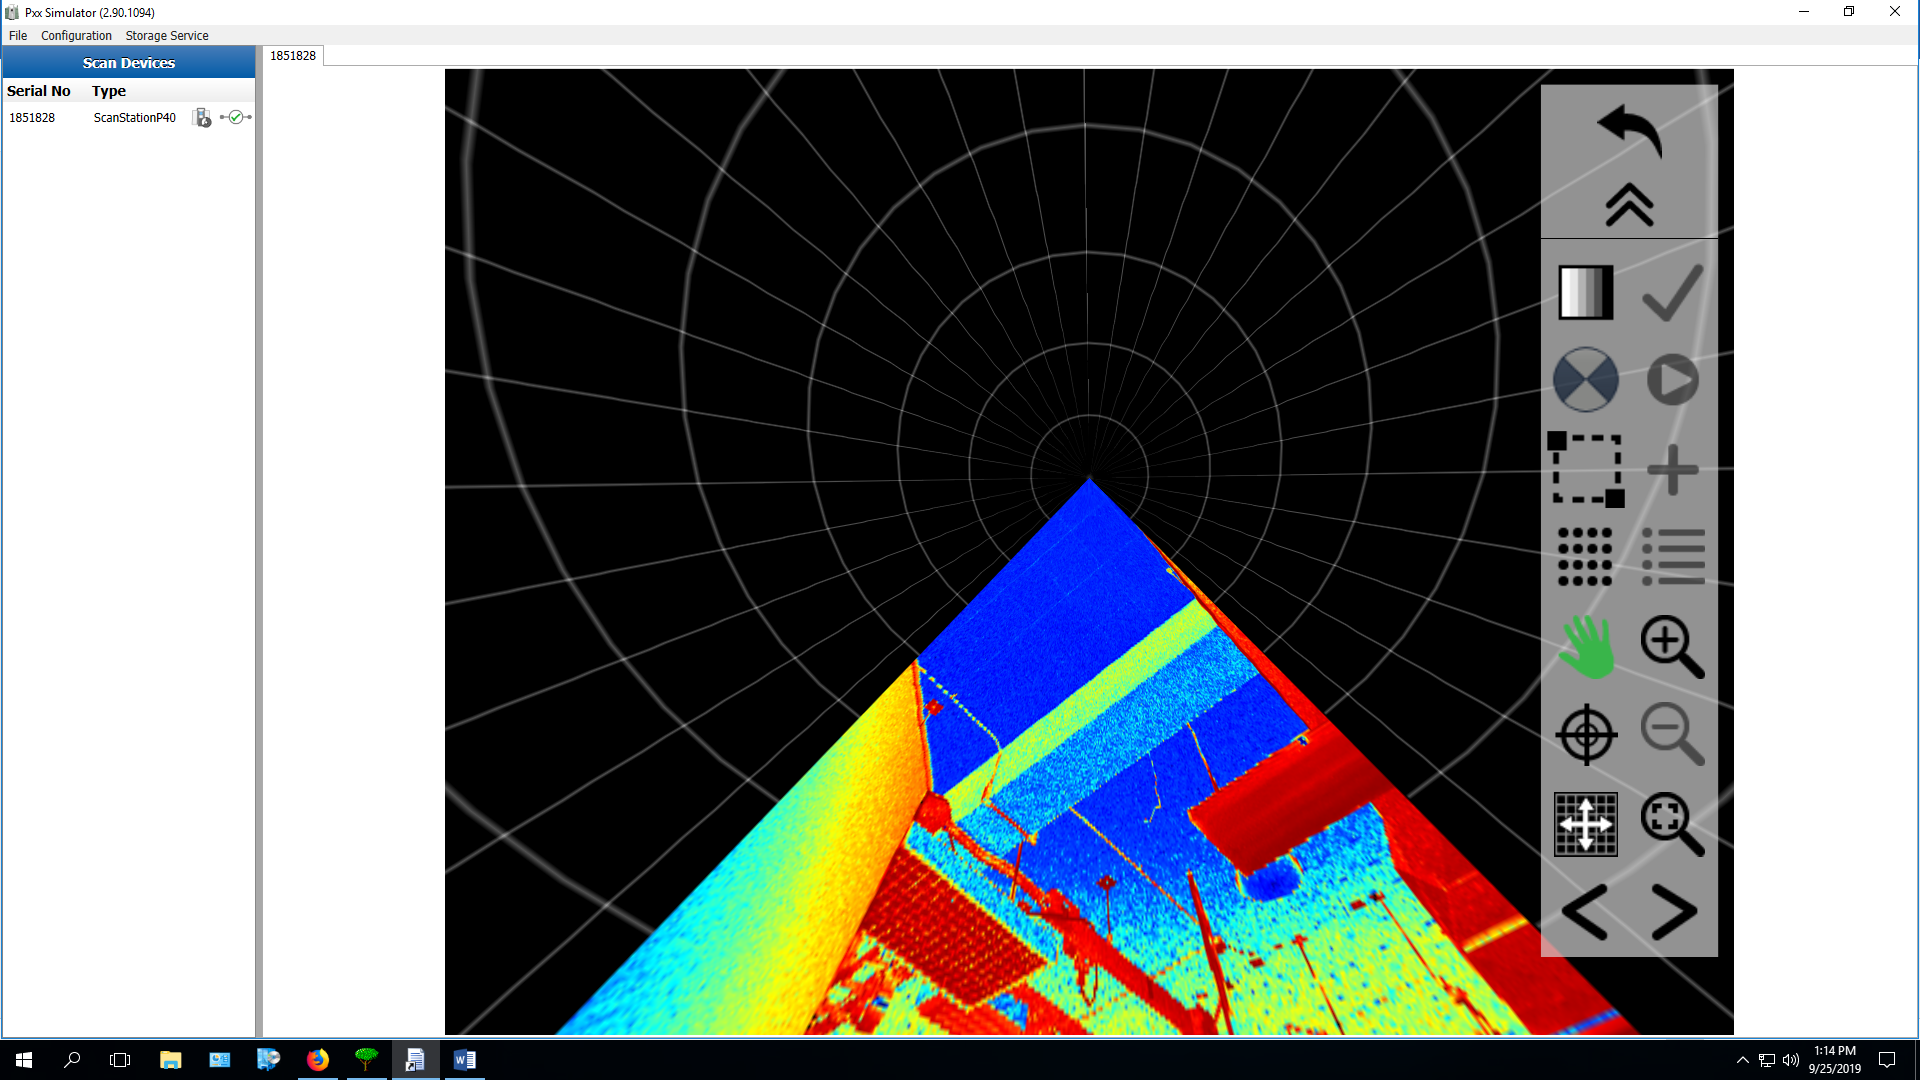 Pxx Simulator (2.90.1094)
File Configuration Storage Service
Scan Devices
1851828
Serial No Type
1851828 ScanStationP40
1:14 PM
9/25/2019